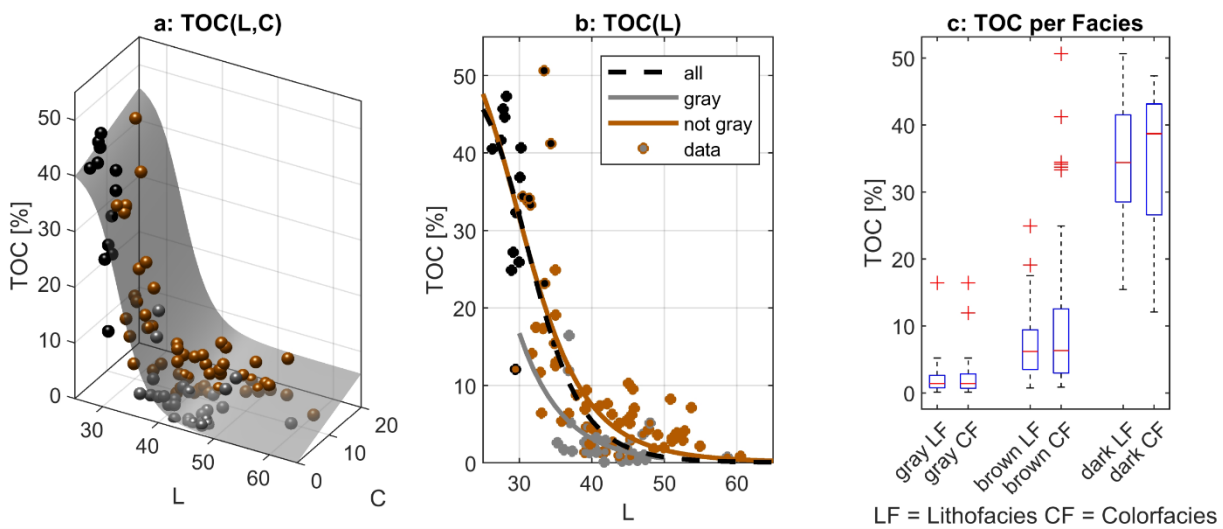 a: TOC(L,C)
TOC [%]
50
40
30
20
10
0
30
40
50
60
L
0
10
20
C
b: TOC(L)
TOC [%]
50
40
30
20
10
0
30
40
50
60
L
all
gray
not gray
data
c: TOC per Facies
TOC [%]
50
40
30
20
10
0
gray LF
gray CF
brown LF
brown CF
dark LF
dark CF
LF = Lithofacies CF = Colorfacies